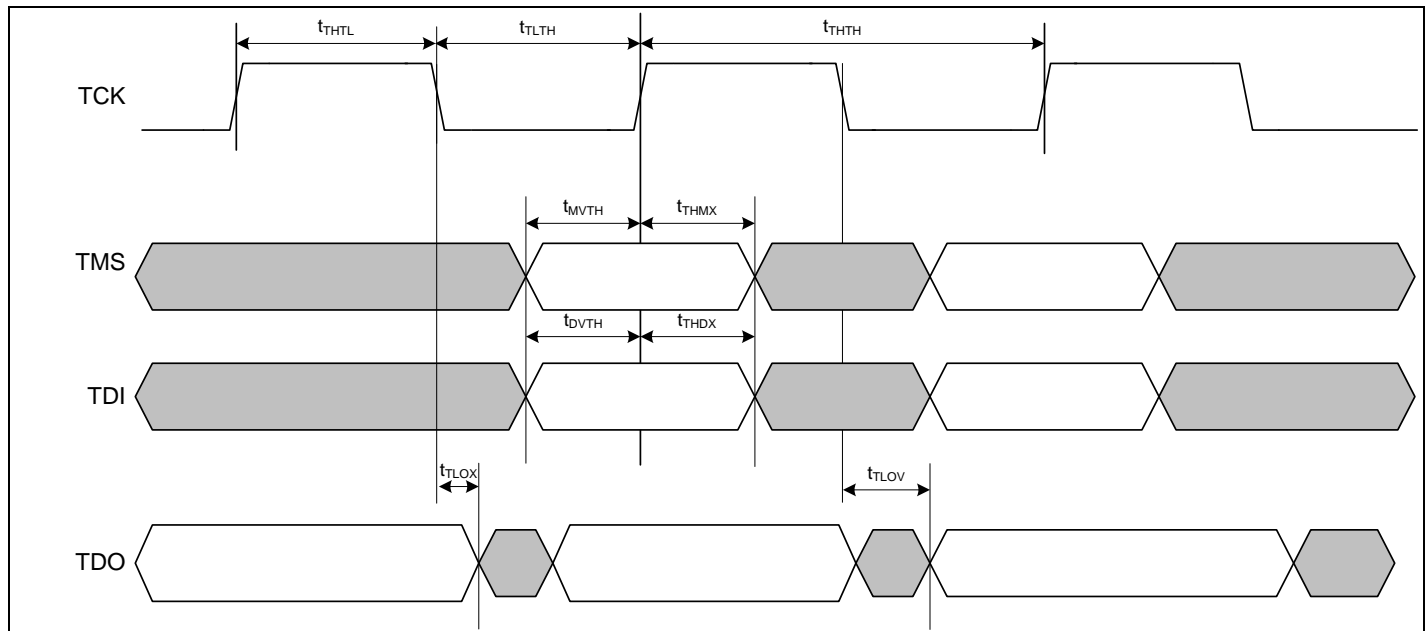 tTHTL tTLTH tTHTH
TCK
tMVTH tTHMX
TMS
tDVTH tTHDX
TDI
tTLOX tTLOV
TDO